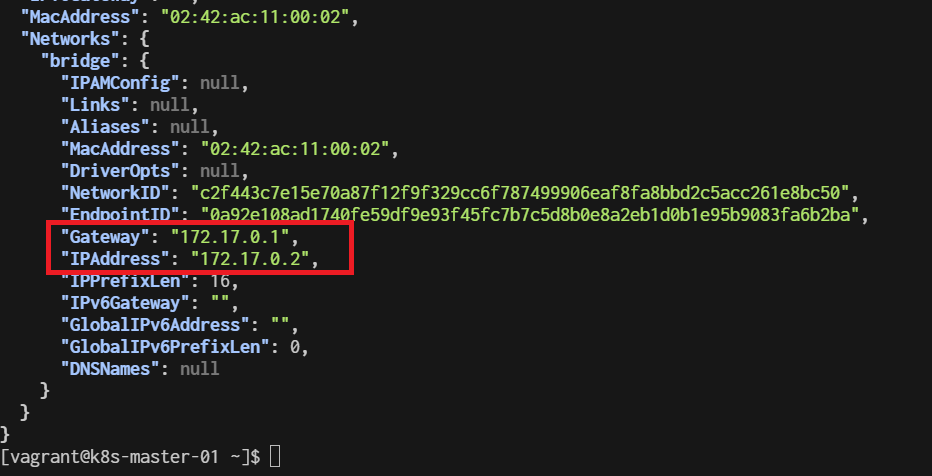 "MacAddress": "02:42:ac:11:00:02",
"Networks": {
"bridge": {
"IPAMConfig": null,
"Links": null,
"Aliases": null,
"MacAddress": "02:42:ac:11:00:02",
"DriverOpts": null,
"NetworkID": "c2f443c7e15e70a87f12f9f329cc6f787499906eaf8fa8bbd2c5acc261e8bc50",
"EndpointID": "0a92e108ad1740fe59df9e93f45fc7b7c5d8b0e8a2eb1d0b1e95b9083fa6b2ba",
"Gateway": "172.17.0.1",
"IPAddress": "172.17.0.2",
"IPPrefixLen": 16,
"IPv6Gateway": "",
"GlobalIPv6Address": "",
"GlobalIPv6PrefixLen": 0,
"DNSNames": null
}
}
}
[vagrant@k8s-master-01 ~]$